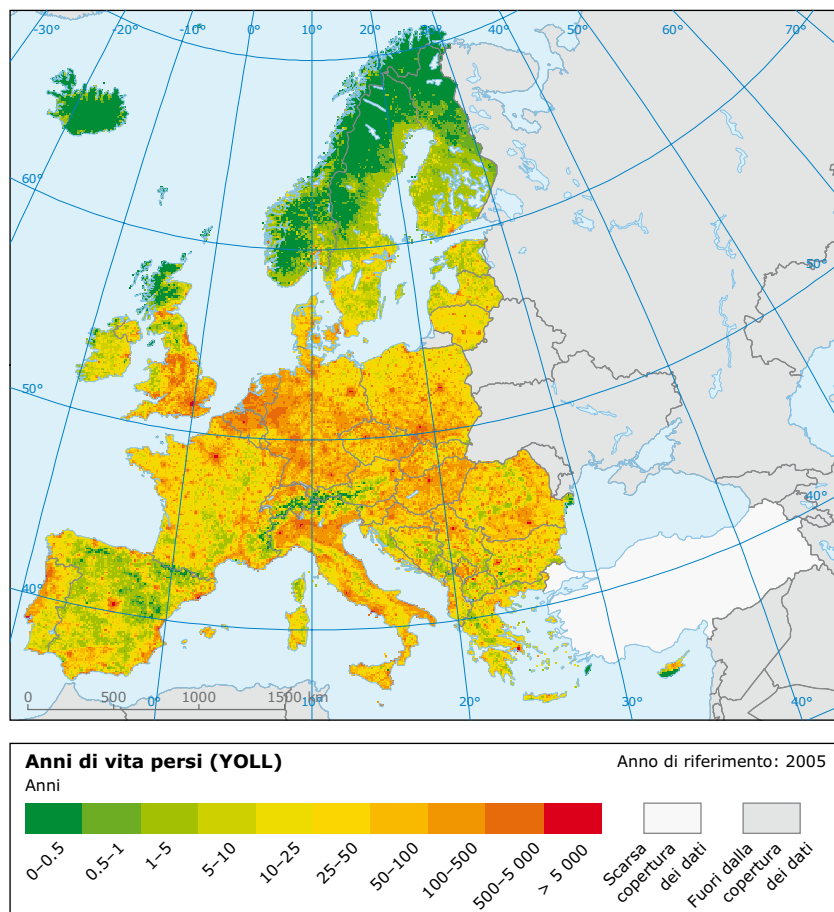 -30° -20° -10° 0° 10° 20° 30° 40° 50° 60° 70°
60°
50°
50°
40°
40°
0 500 1000 1500 km
0° 10° 20° 30° 40°
Anni di vita persi (YOLL)
Anno di riferimento: 2005
Anni
0–0.5
0.5–1
1–5
5–10
10–25
25–50
50–100
100–500
500–5 000
> 5 000
Scarsa
copertura
dei dati
Fuori dalla
copertura
dei dati